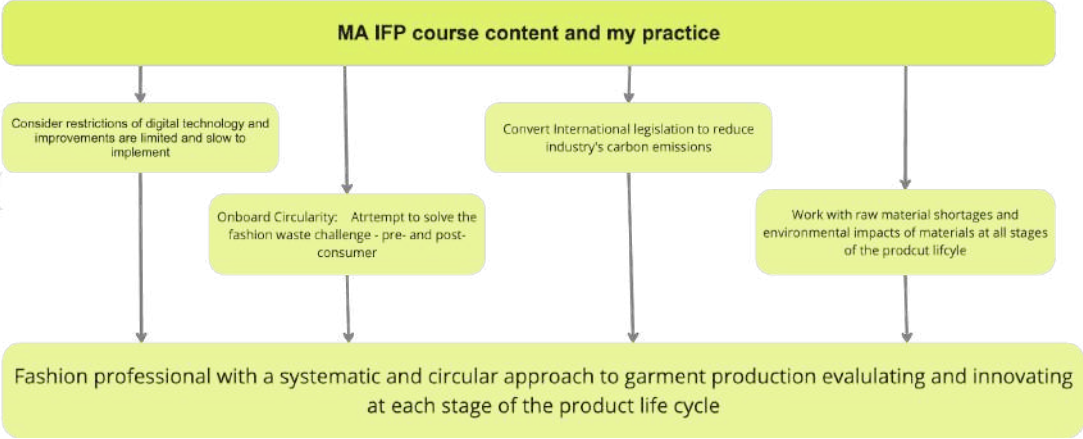 MA IFP course content and my practice
Consider restrictions of digital technology and
improvements are limited and slow to
implement
Convert International legislation to reduce
industry's carbon emissions
Onboard Circularity: Atrtempt to solve the
fashion waste challenge - pre- and post-
consumer
Work with raw material shortages and
environmental impacts of materials at all stages
of the prodcut lifcyle
Fashion professional with a systematic and circular approach to garment production evalulating and innovating
at each stage of the product life cycle